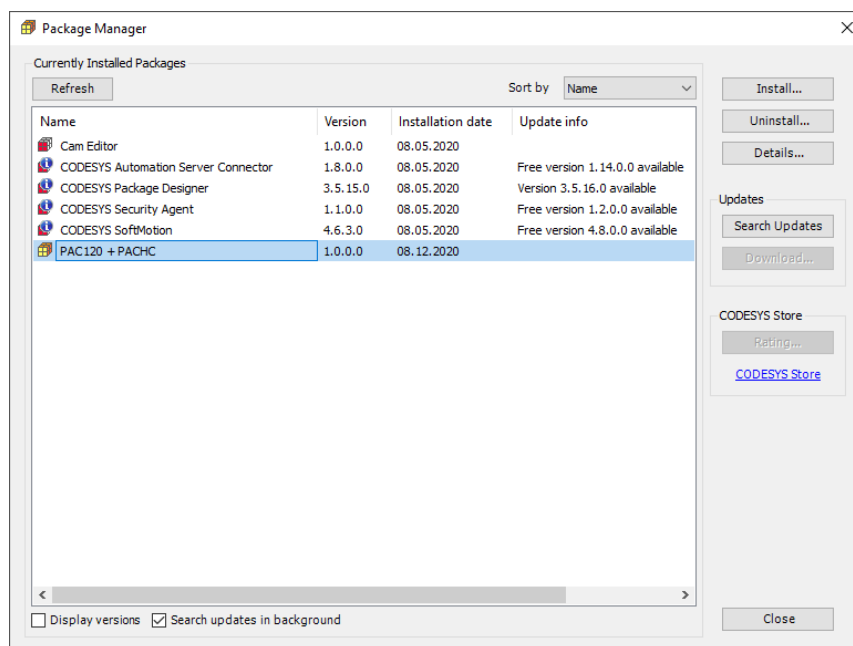 Package Manager
Currently Installed Packages
Refresh
Sort by Name
Name Version Installation date Update info
Cam Editor 1.0.0.0 08.05.2020
CODESYS Automation Server Connector 1.8.0.0 08.05.2020 Free version 1.14.0.0 available
CODESYS Package Designer 3.5.15.0 08.05.2020 Version 3.5.16.0 available
CODESYS Security Agent 1.1.0.0 08.05.2020 Free version 1.2.0.0 available
CODESYS SoftMotion 4.6.3.0 08.05.2020 Free version 4.8.0.0 available
PAC120 + PACHC 1.0.0.0 08.12.2020
Display versions Search updates in background
Install...
Uninstall...
Details...
Updates
Search Updates
Download...
CODESYS Store
Rating...
CODESYS Store
Close